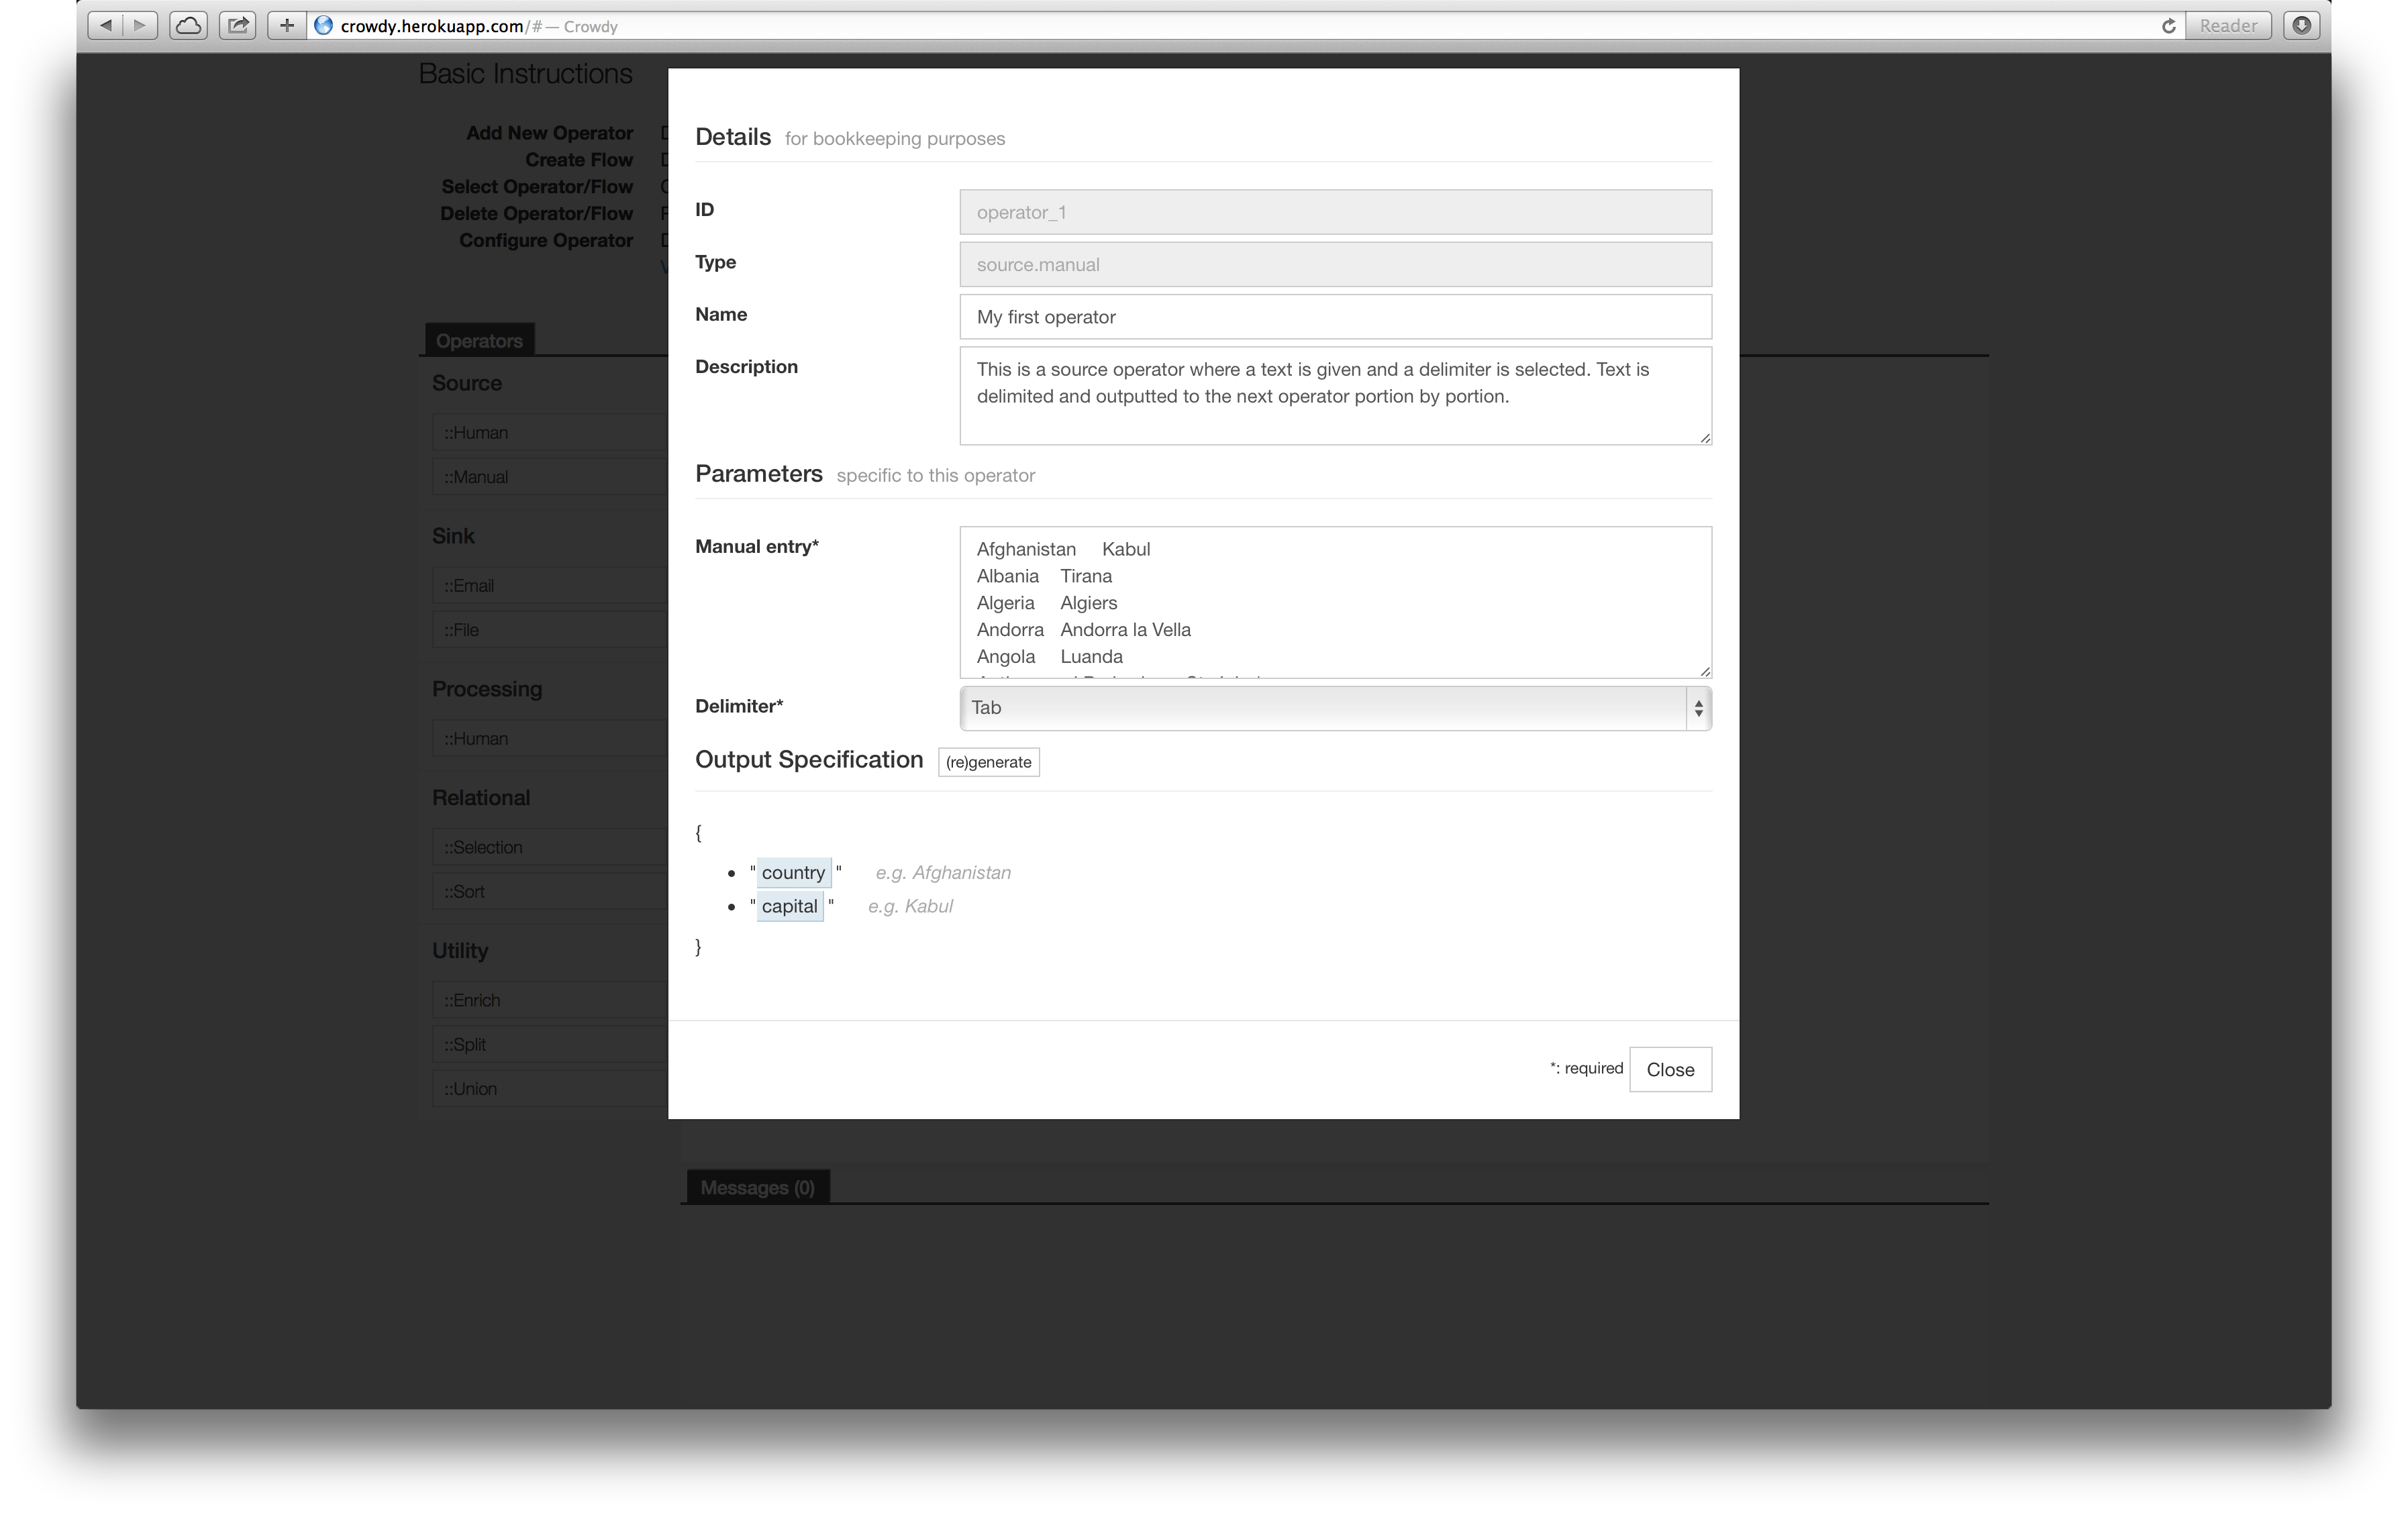 crowdy.herokuapp.com/# — Crowdy
Reader
Basic Instructions
Add New Operator
Create Flow
Select Operator/Flow
Delete Operator/Flow
Configure Operator
Operators
Source
::Human
::Manual
Sink
::Email
::File
Processing
::Human
Relational
::Selection
::Sort
Utility
::Enrich
::Split
::Union
Details for bookkeeping purposes
ID operator_1
Type source.manual
Name My first operator
Description This is a source operator where a text is given and a delimiter is selected. Text is
delimited and outputted to the next operator portion by portion.
Parameters specific to this operator
Manual entry* Afghanistan Kabul
Albania Tirana
Algeria Algiers
Andorra Andorra la Vella
Angola Luanda
Delimiter* Tab
Output Specification (re)generate
{
• "country" e.g. Afghanistan
• "capital" e.g. Kabul
}
*: required Close
Messages (0)